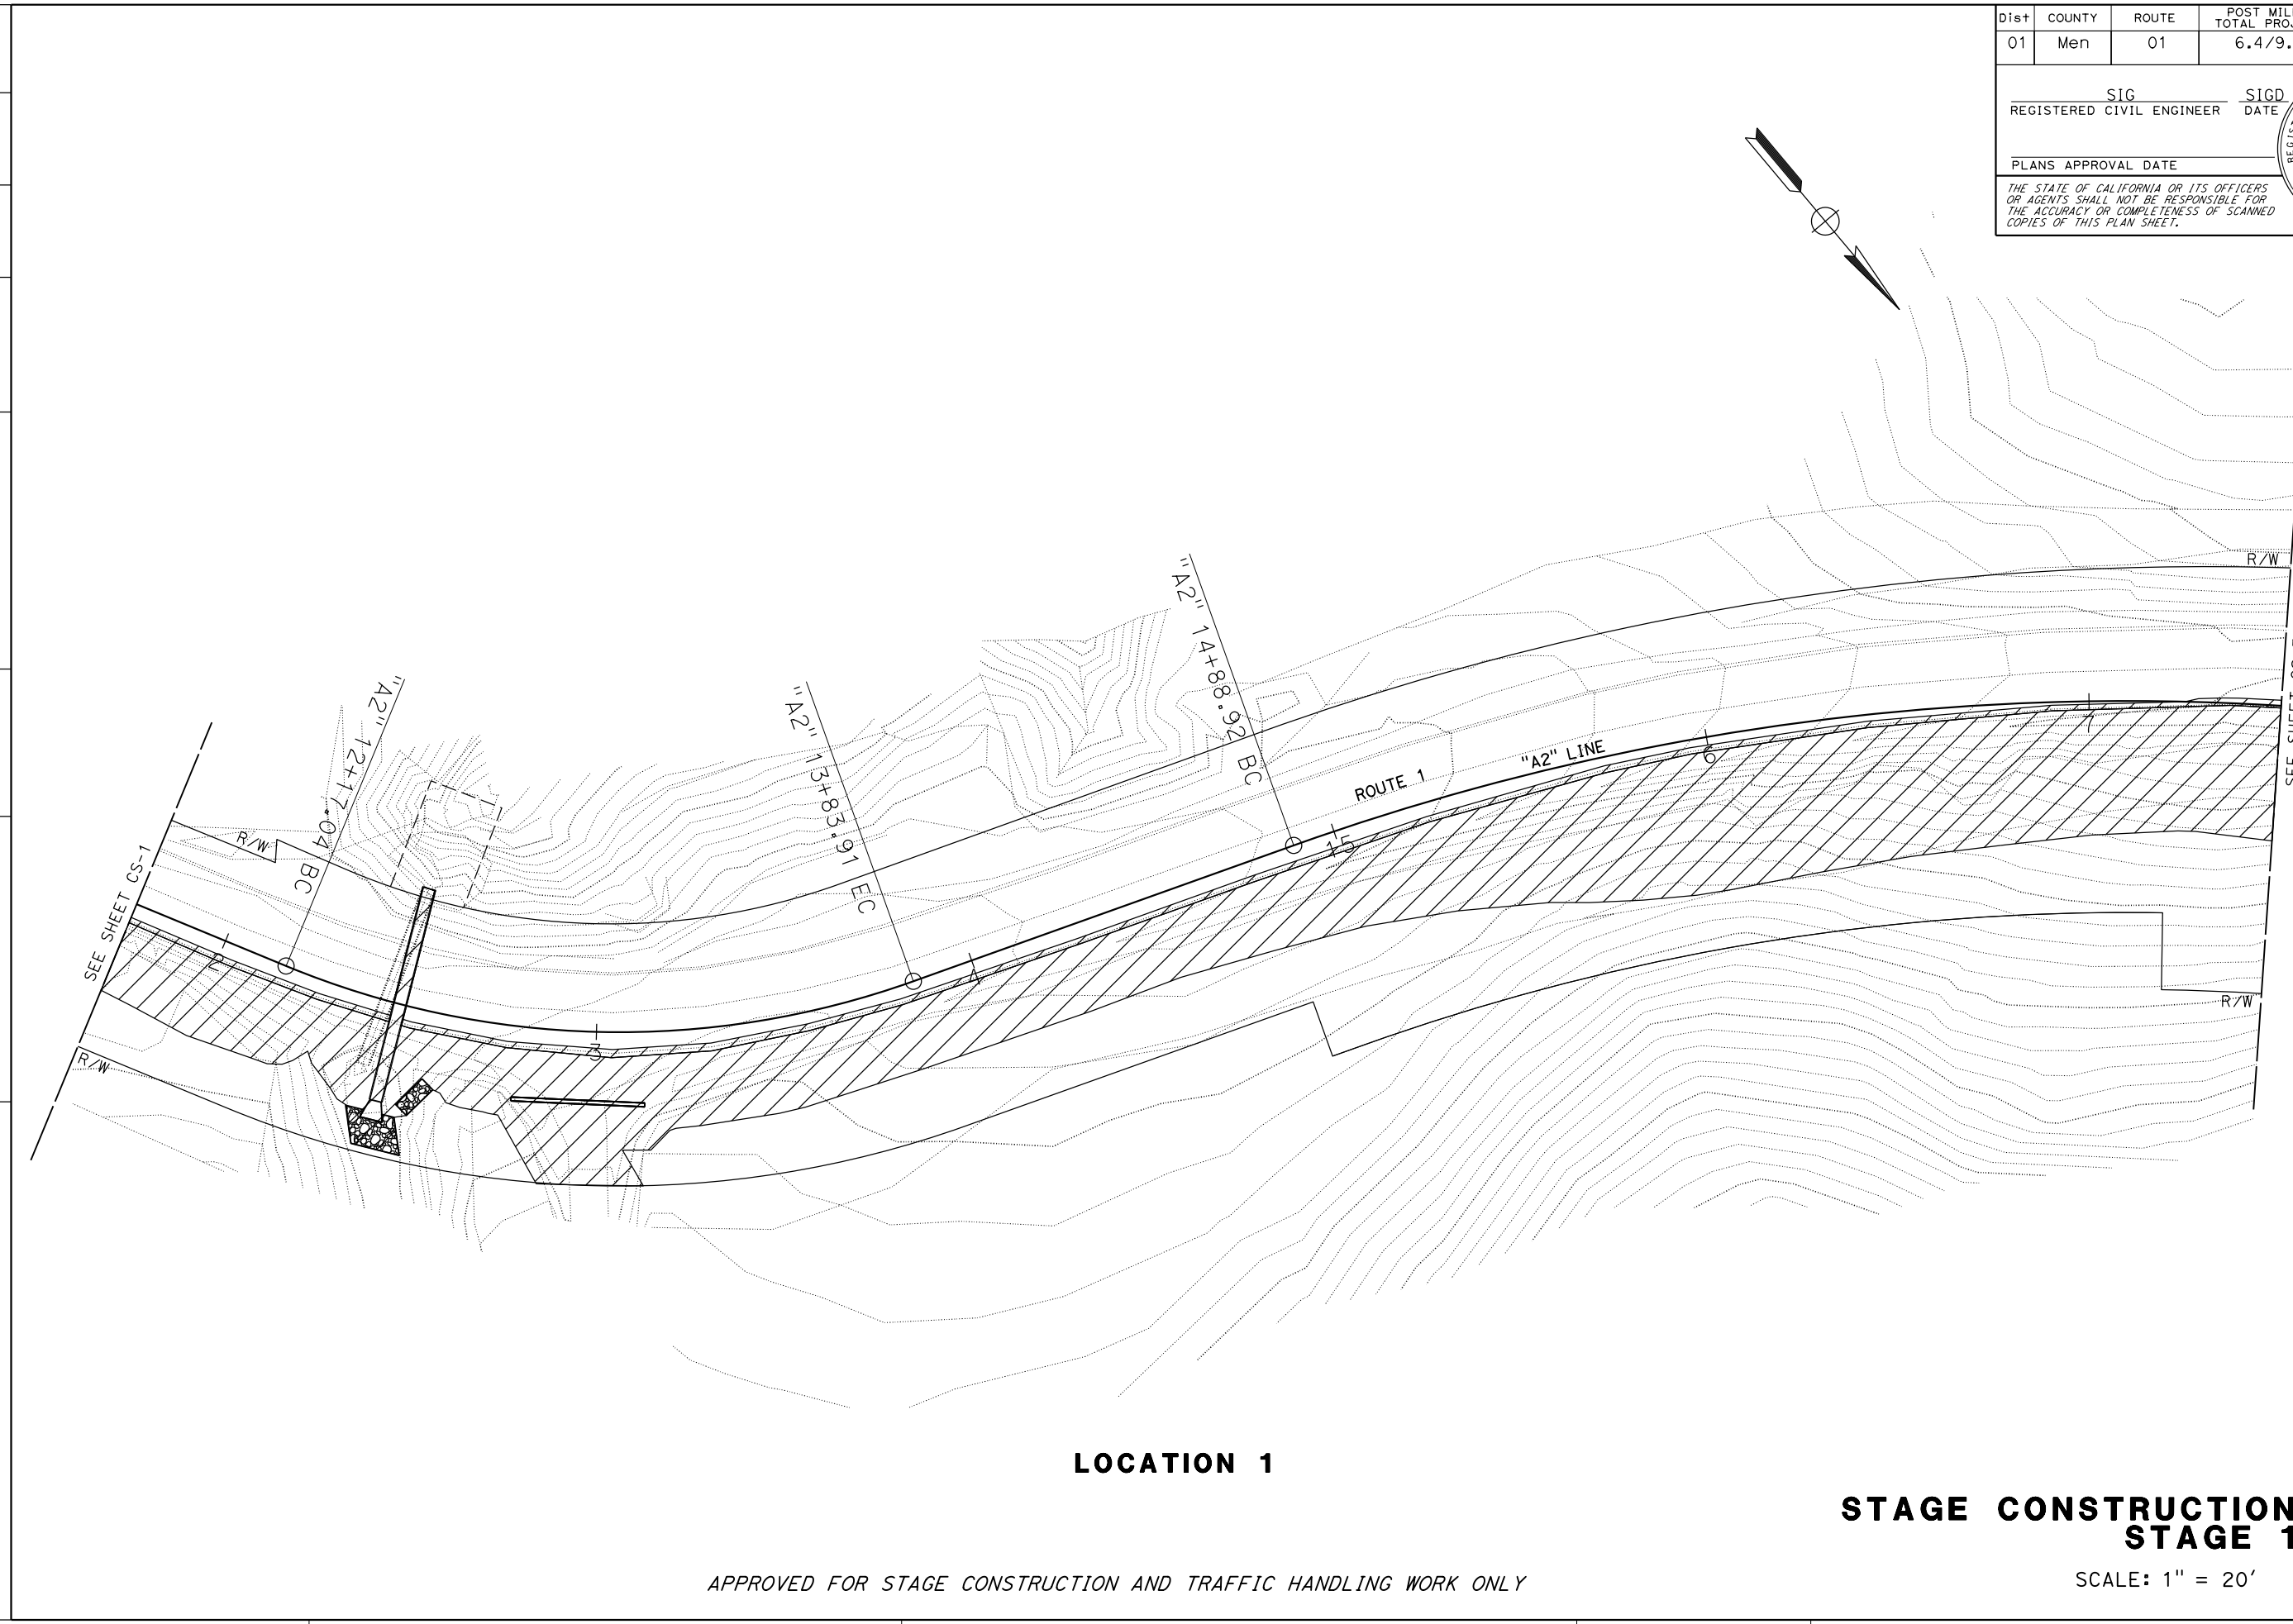 Dist COUNTY ROUTE POST MIL
TOTAL PROJ
01 Men 01 6.4/9.
SIG SIGD
REGISTERED CIVIL ENGINEER DATE
PLANS APPROVAL DATE
THE STATE OF CALIFORNIA OR ITS OFFICERS
OR AGENTS SHALL NOT BE RESPONSIBLE FOR
THE ACCURACY OR COMPLETENESS OF SCANNED
COPIES OF THIS PLAN SHEET.
SEE SHEET CS-1
R/W
R/W
"A2" 12+17.04 BC
"A2" 13+83.91 EC
"A2" 14+88.92 BC
2
3
4
15
6
7
ROUTE 1
"A2" LINE
R/W
R/W
LOCATION 1
STAGE CONSTRUCTION
STAGE 1
SCALE: 1" = 20'
APPROVED FOR STAGE CONSTRUCTION AND TRAFFIC HANDLING WORK ONLY